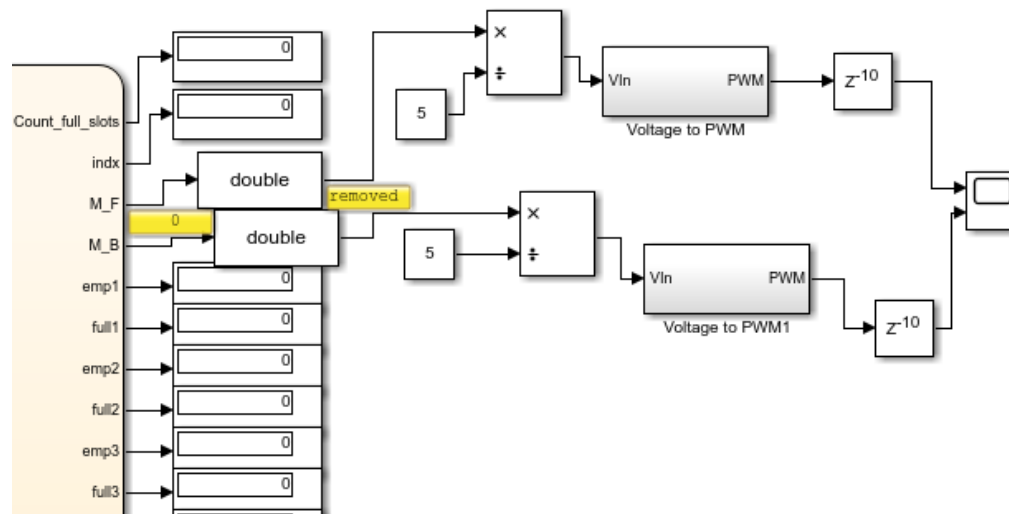 Count_full_slots
0
indx
0
M_F
double
removed
M_B
0
double
emp1
0
full1
0
emp2
0
full2
0
emp3
0
full3
0
×
÷
5
VIn
PWM
Voltage to PWM
Z-10
×
÷
5
VIn
PWM
Voltage to PWM1
Z-10